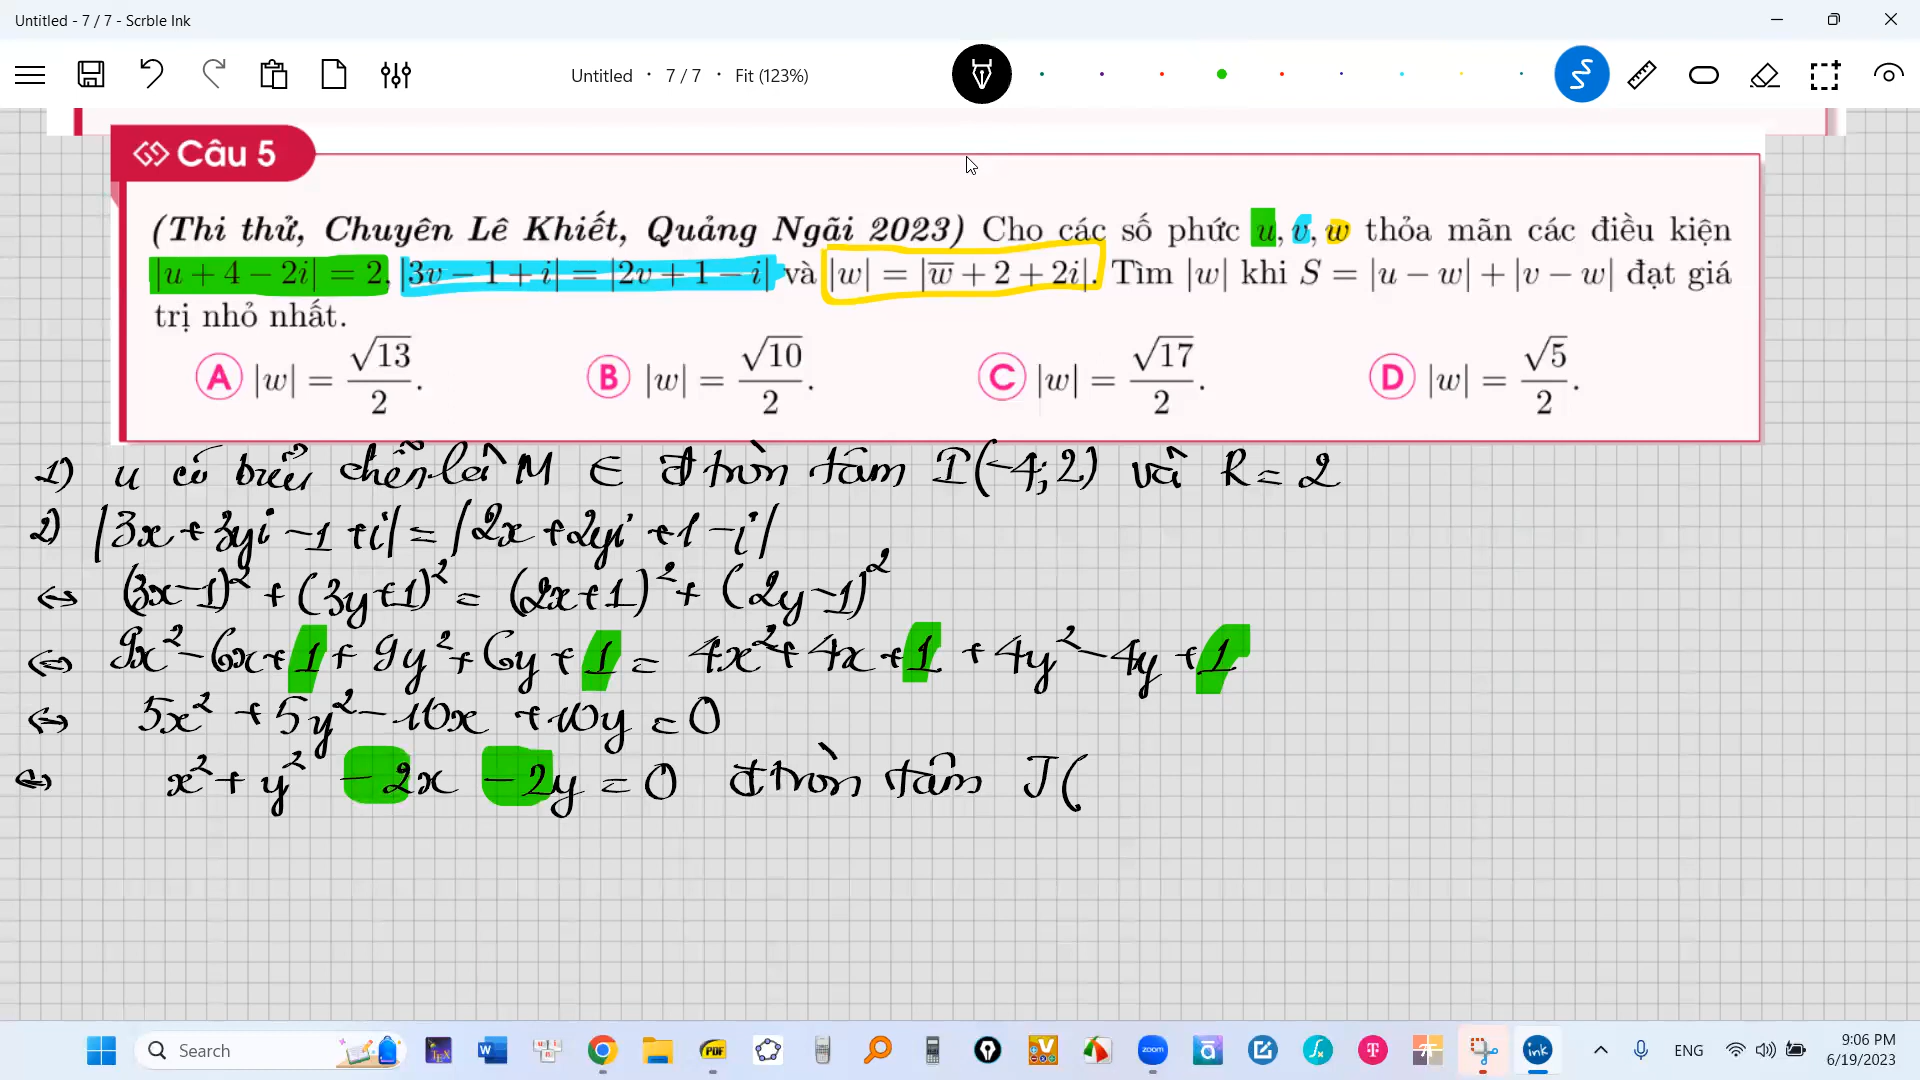 Untitled - 7 / 7 - Scrble Ink
Untitled • 7 / 7 • Fit (123%)
Câu 5
(Thi thử, Chuyên Lê Khiết, Quảng Ngãi 2023) Cho các số phức u, v, w thỏa mãn các điều kiện
|u + 4 − 2i| = 2, |3v − 1 + i| = |2v + 1 − i| và |w| = |w̅ + 2 + 2i|. Tìm |w| khi S = |u − w| + |v − w| đạt giá
trị nhỏ nhất.
A |w| = √13/2. B |w| = √10/2. C |w| = √17/2. D |w| = √5/2.
1) u có biểu diễn là M ∈ đ tròn tâm I(-4;2) và R = 2
2) |3x + 3yi − 1 + i| = |2x + 2yi + 1 − i|
⇔ (3x−1)² + (3y+1)² = (2x+1)² + (2y−1)²
⇔ 9x² − 6x + 1 + 9y² + 6y + 1 = 4x² + 4x + 1 + 4y² − 4y + 1
⇔ 5x² + 5y² − 10x + 10y = 0
⇔ x² + y² − 2x − 2y = 0 đ tròn tâm J(
Search
PDF
zoom
ink
ENG
9:06 PM
6/19/2023